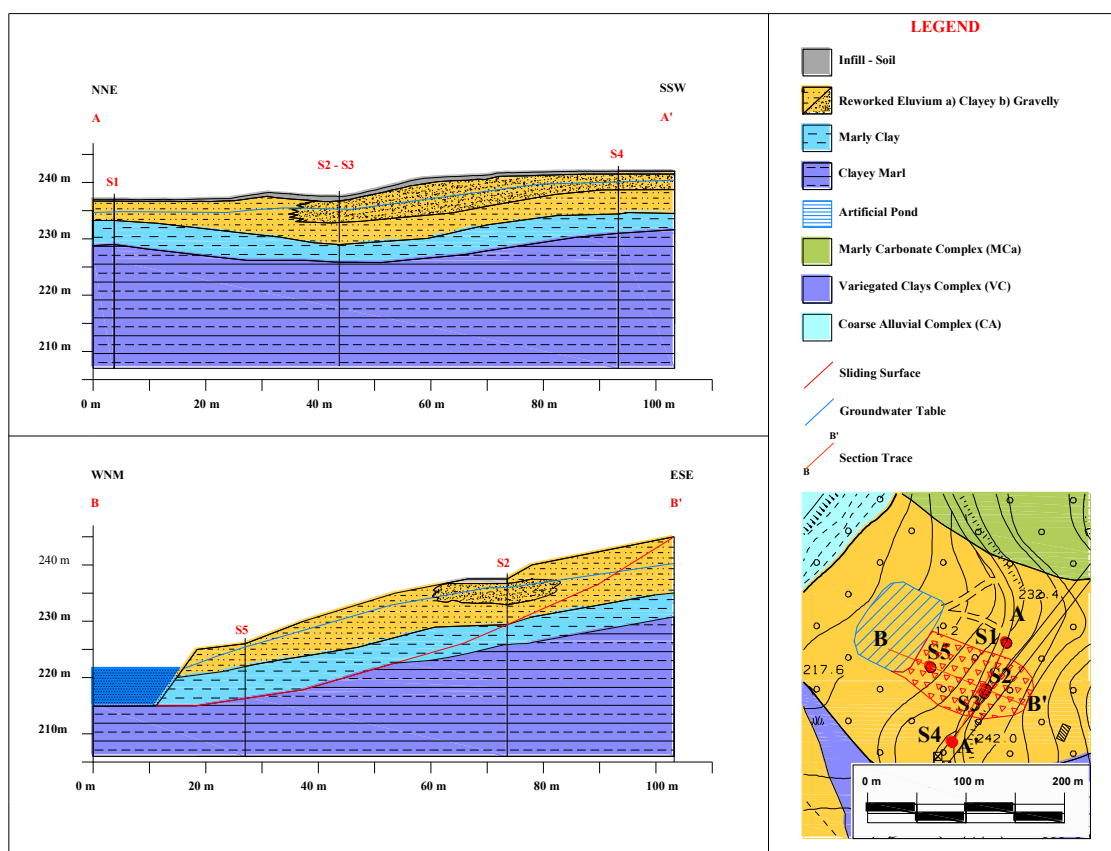 NNE
SSW
A
A'
S1
S2 - S3
S4
240 m
230 m
220 m
210 m
0 m
20 m
40 m
60 m
80 m
100 m
WNM
ESE
B
B'
S2
S5
240 m
230 m
220 m
210m
0 m
20 m
40 m
60 m
80 m
100 m
LEGEND
Infill - Soil
Reworked Eluvium a) Clayey b) Gravelly
Marly Clay
Clayey Marl
Artificial Pond
Marly Carbonate Complex (MCa)
Variegated Clays Complex (VC)
Coarse Alluvial Complex (CA)
Sliding Surface
Groundwater Table
B'
Section Trace
B
232.4
A
S1
B
S5
217.6
S2
S3
B'
S4
A'
242.0
0 m
100 m
200 m